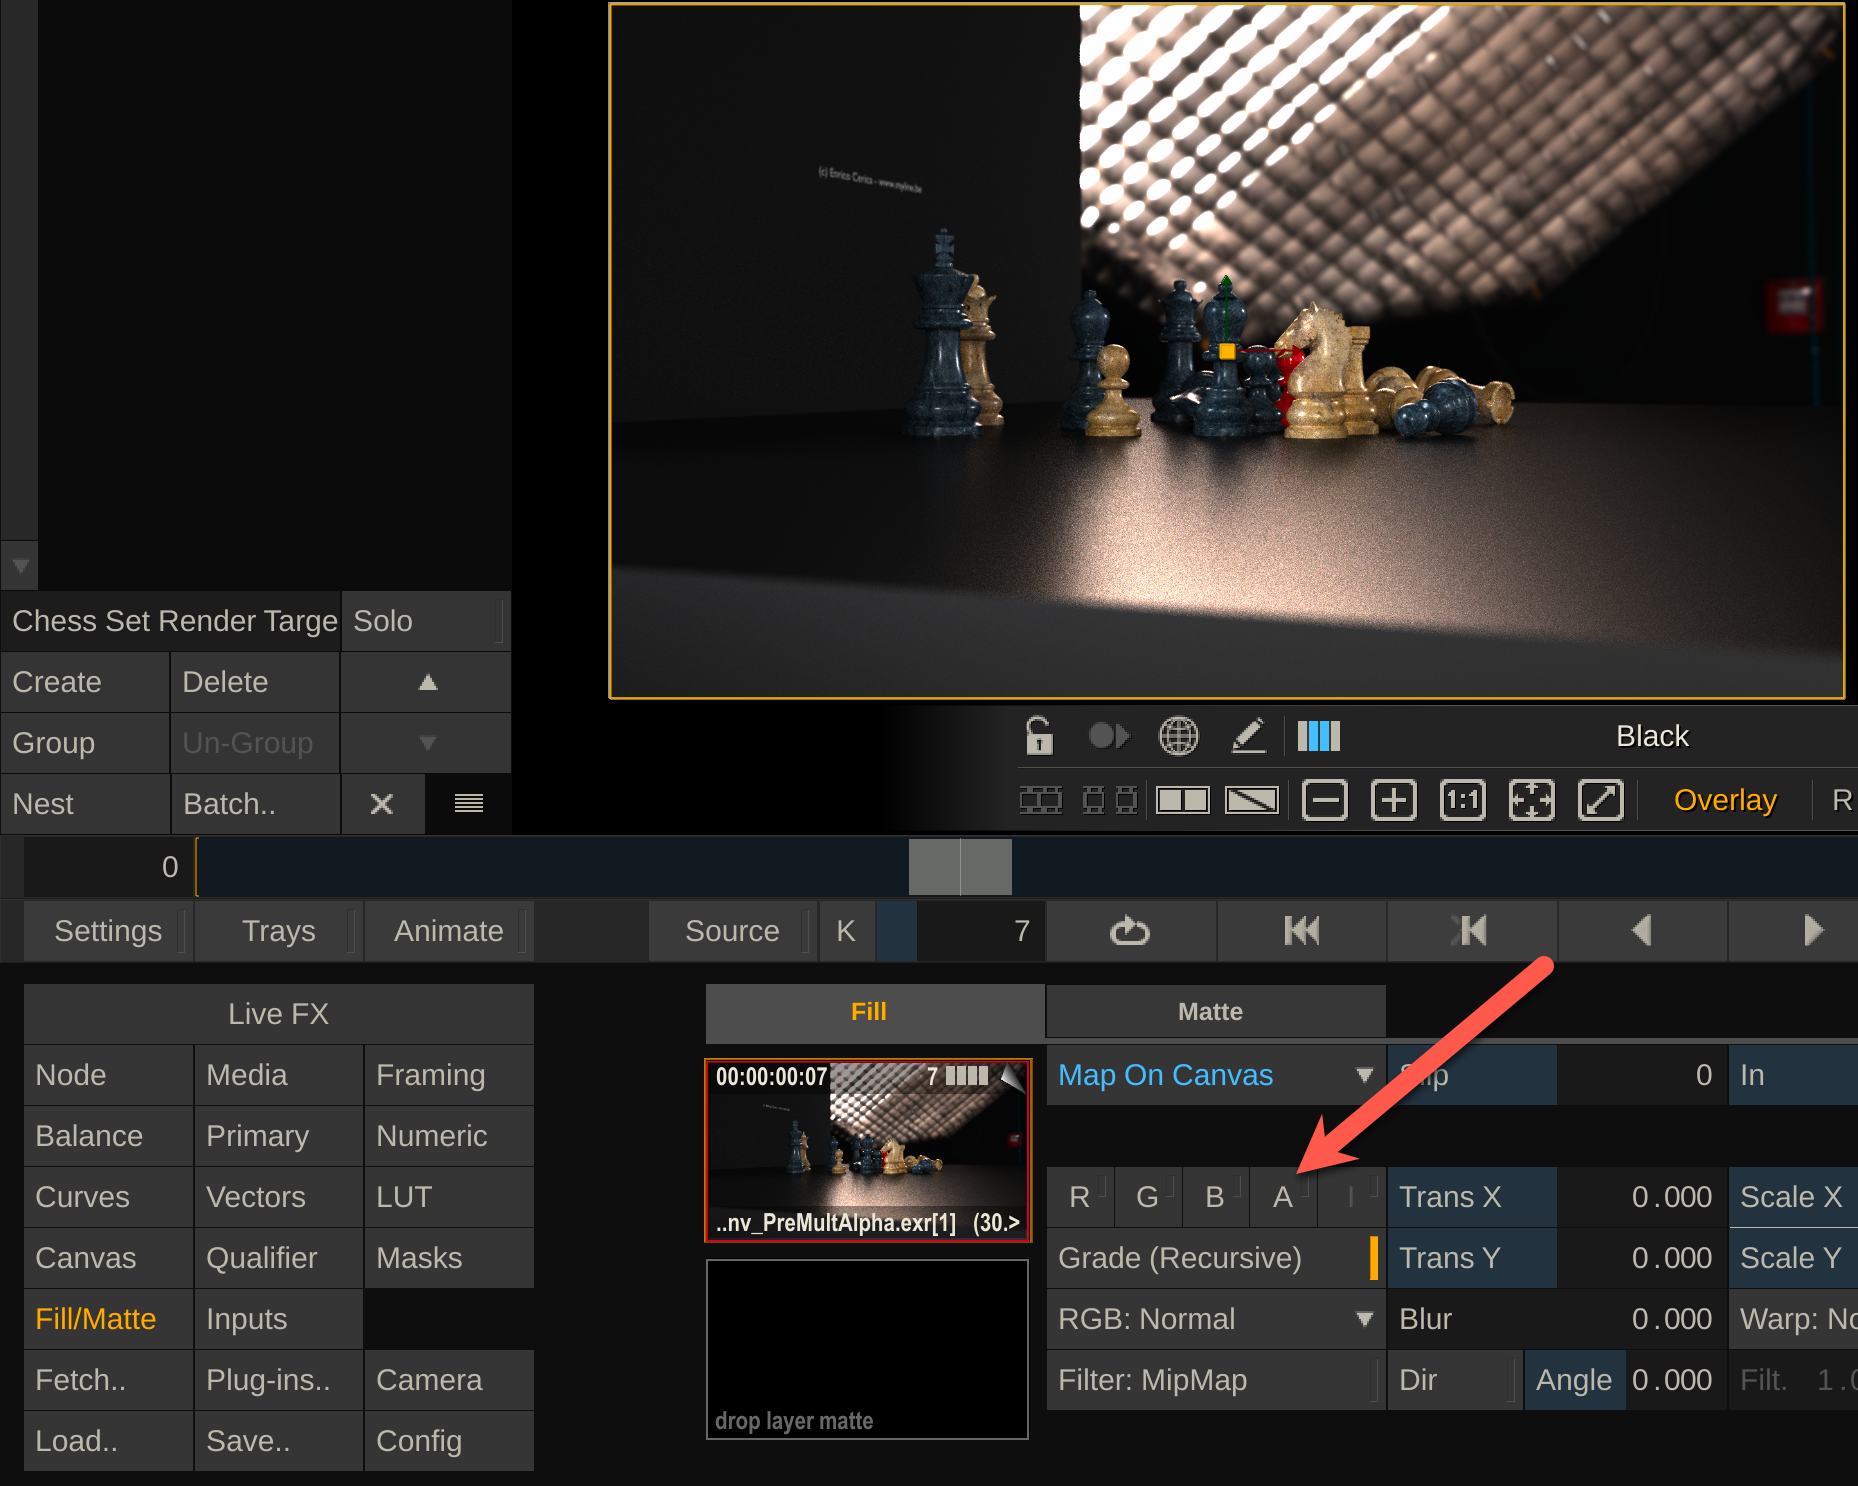 (c) Enrico Cerica - www.myline.be
Chess Set Render Targe
Solo
Create
Delete
Group
Un-Group
Nest
Batch..
Black
1:1
Overlay
R
0
Settings
Trays
Animate
Source
K
7
Live FX
Fill
Matte
Node
Media
Framing
00:00:00:07
7
Map On Canvas
0
In
Balance
Primary
Numeric
Curves
Vectors
LUT
..nv_PreMultAlpha.exr[1] (30.>
R
G
B
A
I
Trans X
0.000
Scale X
Canvas
Qualifier
Masks
Grade (Recursive)
Trans Y
0.000
Scale Y
Fill/Matte
Inputs
RGB: Normal
Blur
0.000
Warp: No
Fetch..
Plug-ins..
Camera
Filter: MipMap
Dir
Angle
0.000
Filt.
1.0
drop layer matte
Load..
Save..
Config